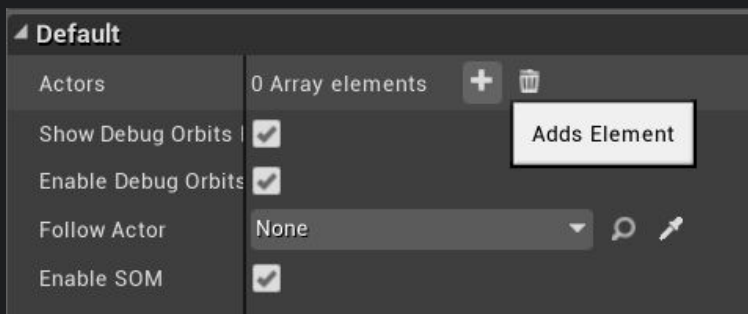 Default
Actors 0 Array elements
Adds Element
Show Debug Orbits
Enable Debug Orbits
Follow Actor None
Enable SOM